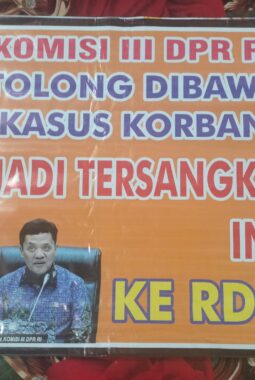 KOMISI III DPR R
TOLONG DIBAW
KASUS KORBAN
JADI TERSANGK
IN
KE RD
KOMISI III DPR RI